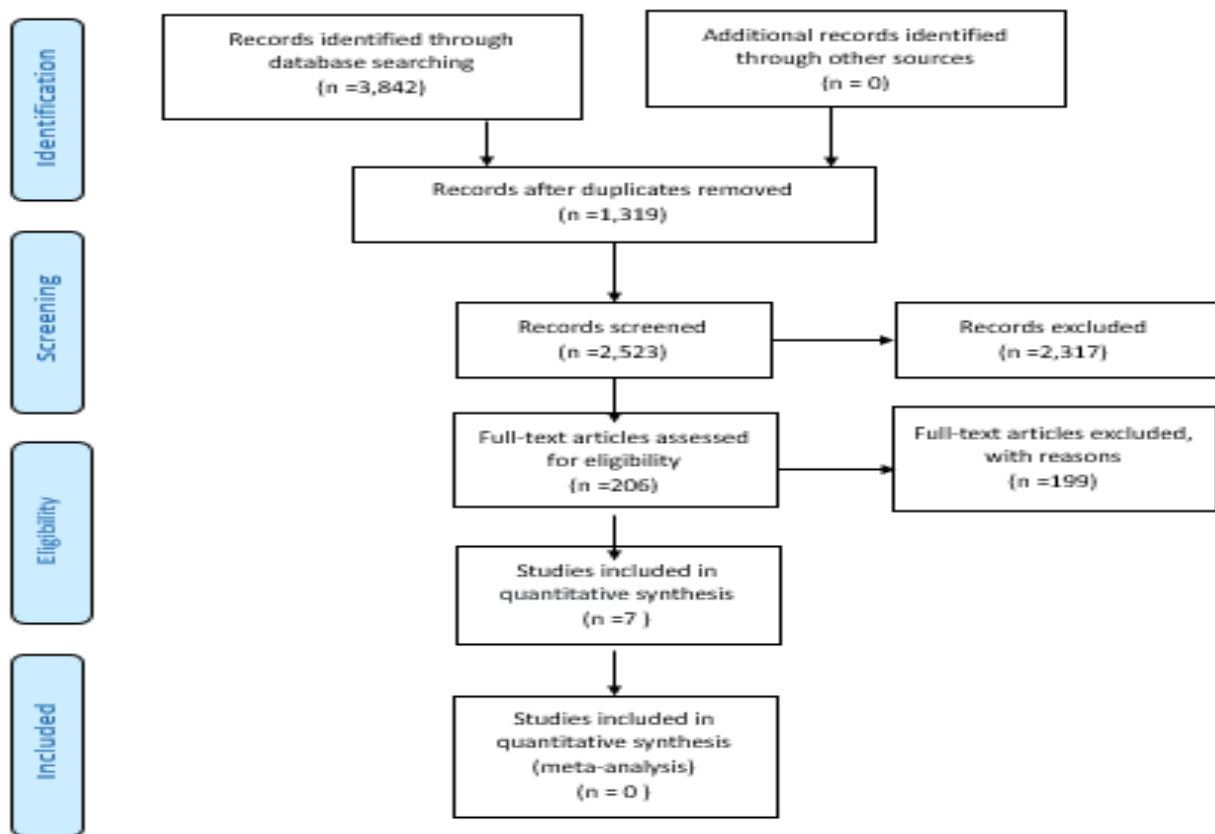 Identification
Records identified through
database searching
(n =3,842)
Additional records identified
through other sources
(n = 0)
Records after duplicates removed
(n =1,319)
Screening
Records screened
(n =2,523)
Records excluded
(n =2,317)
Eligibility
Full-text articles assessed
for eligibility
(n =206)
Full-text articles excluded,
with reasons
(n =199)
Studies included in
quantitative synthesis
(n =7 )
Included
Studies included in
quantitative synthesis
(meta-analysis)
(n = 0 )